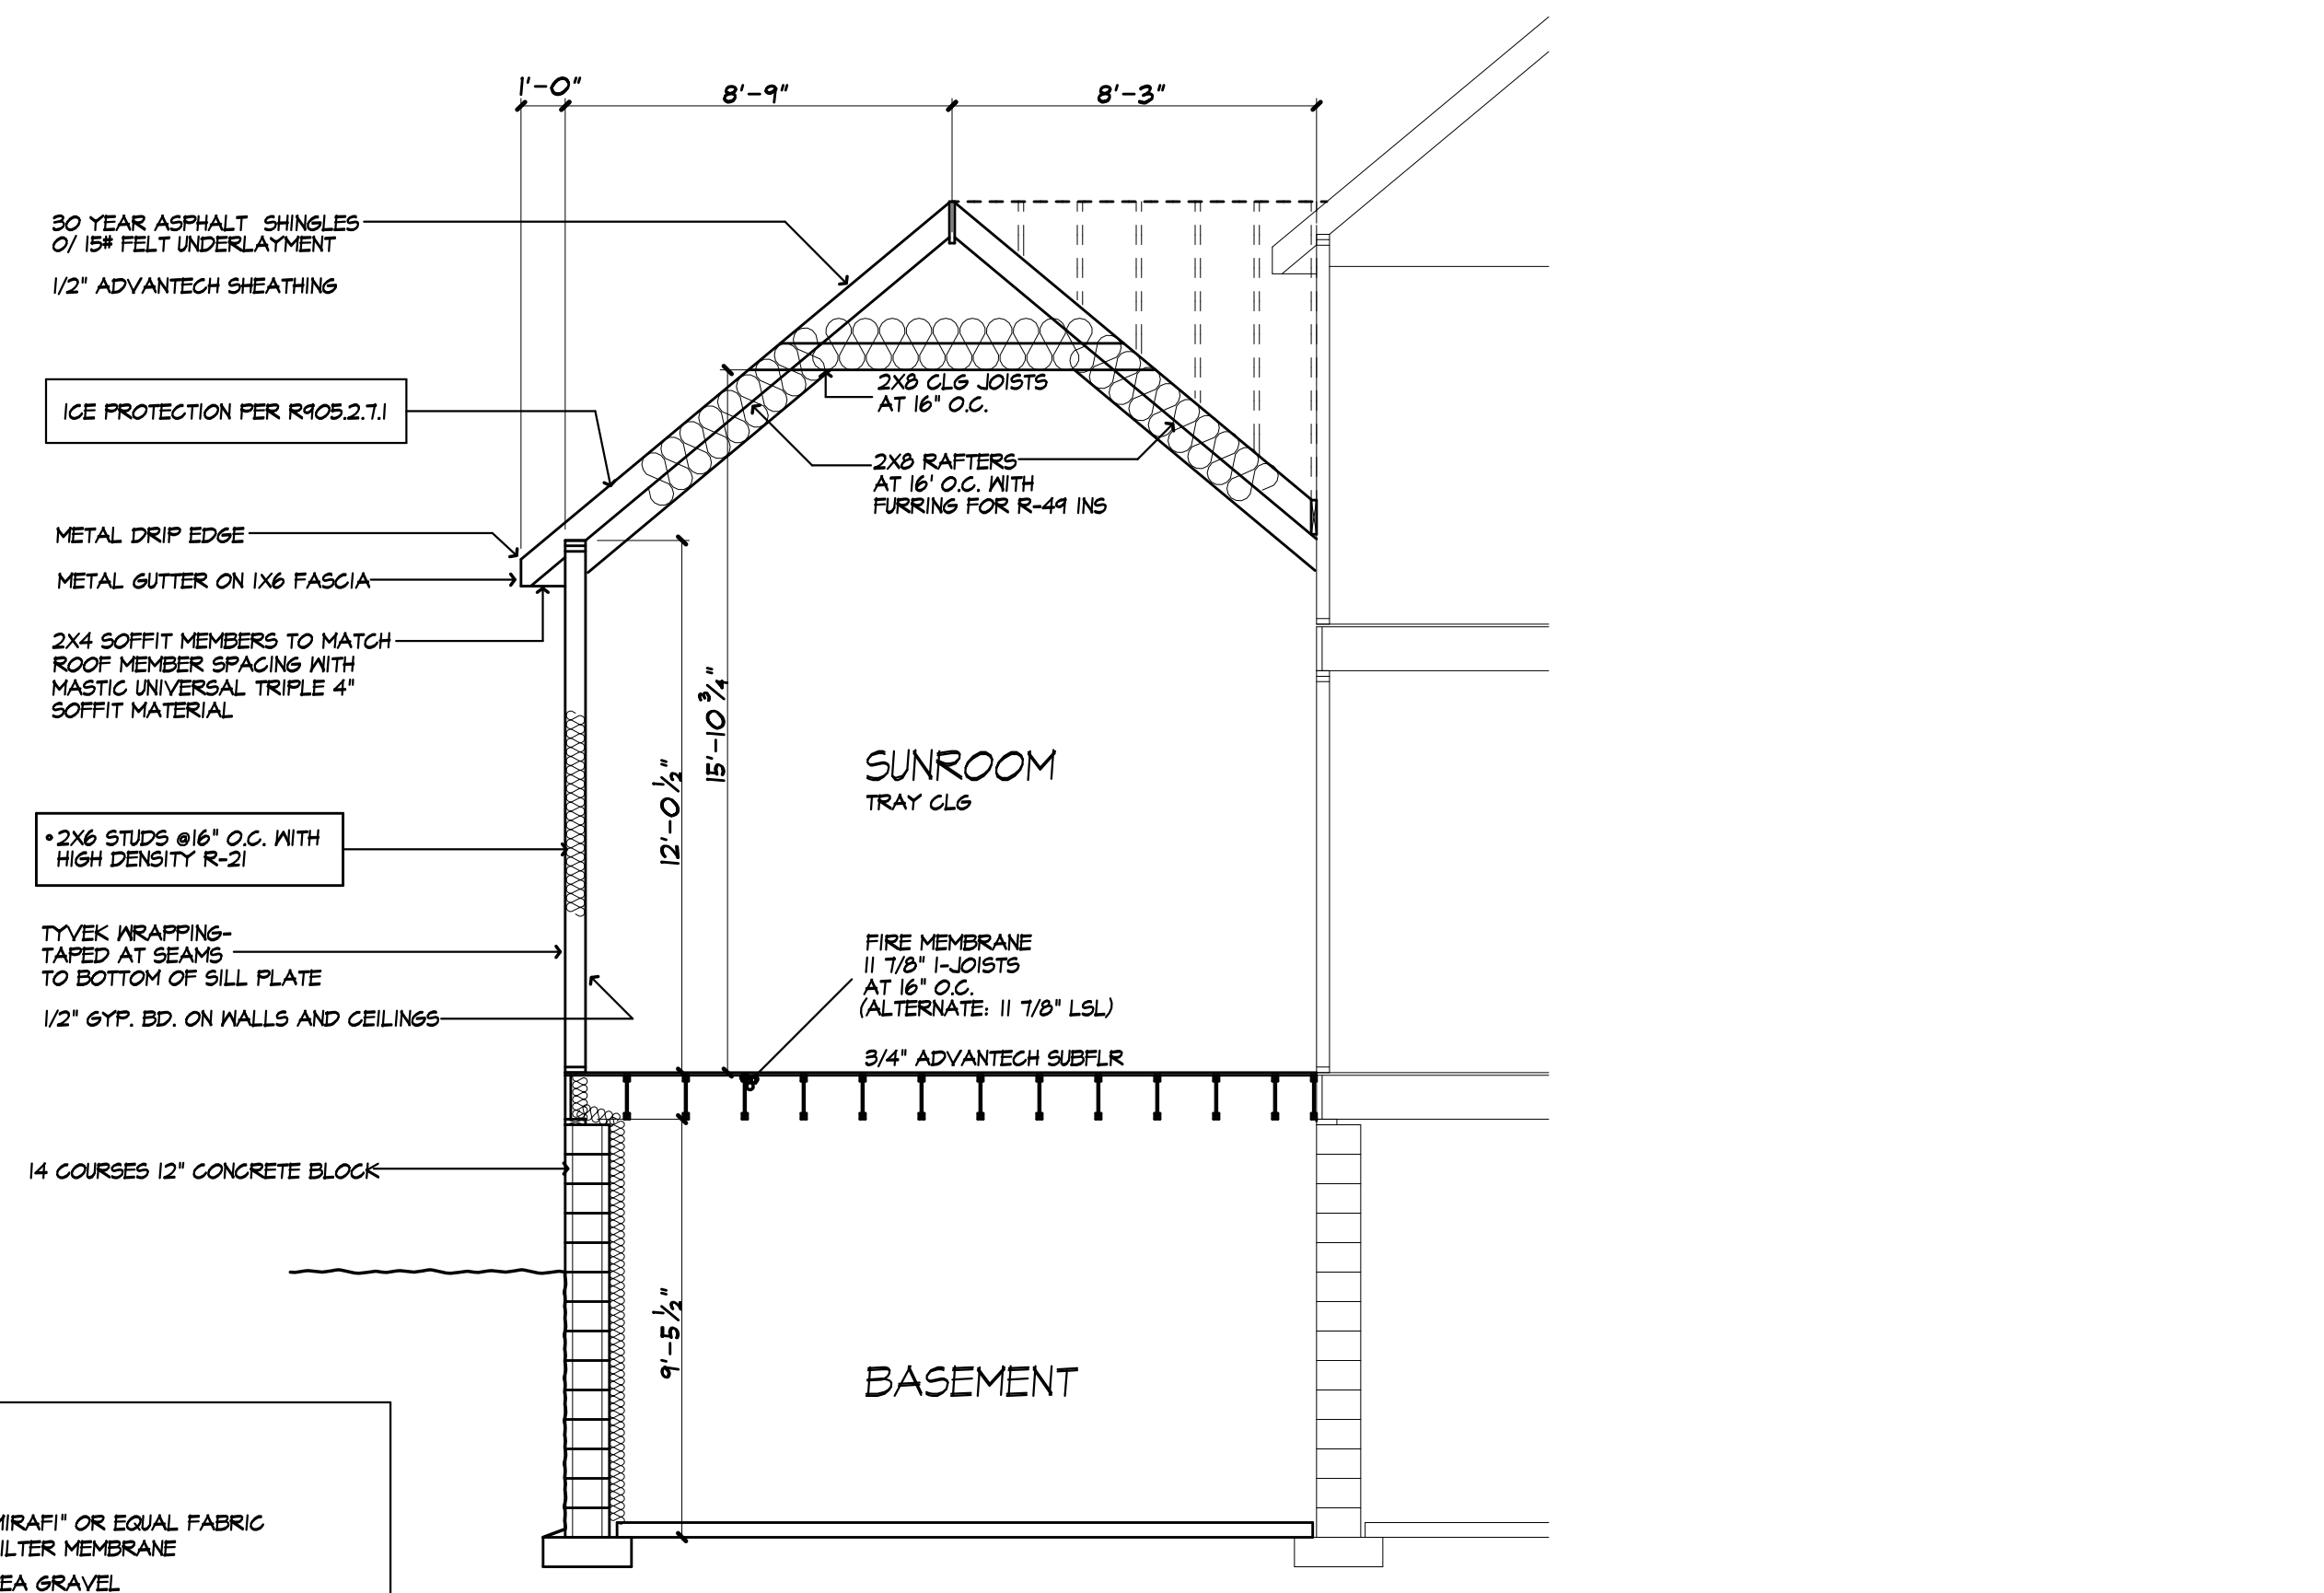 1'-0" 8'-9" 8'-3"
30 YEAR ASPHALT SHINGLES
O/ 15# FELT UNDERLAYMENT
1/2" ADVANTECH SHEATHING
ICE PROTECTION PER R905.2.7.1
2X8 CLG JOISTS
AT 16" O.C.
2X8 RAFTERS
AT 16' O.C. WITH
FURRING FOR R-49 INS
METAL DRIP EDGE
METAL GUTTER ON 1X6 FASCIA
2X4 SOFFIT MEMBERS TO MATCH
ROOF MEMBER SPACING WITH
MASTIC UNIVERSAL TRIPLE 4"
SOFFIT MATERIAL
15'-10 3/4"
12'-0 1/2"
SUNROOM
TRAY CLG
2X6 STUDS @16" O.C. WITH
HIGH DENSITY R-21
TYVEK WRAPPING-
TAPED AT SEAMS
TO BOTTOM OF SILL PLATE
1/2" GYP. BD. ON WALLS AND CEILINGS
FIRE MEMBRANE
11 7/8" I-JOISTS
AT 16" O.C.
(ALTERNATE: 11 7/8" LSL)
3/4" ADVANTECH SUBFLR
14 COURSES 12" CONCRETE BLOCK
9'-5 1/2"
BASEMENT
MIRAFI" OR EQUAL FABRIC
ILTER MEMBRANE
EA GRAVEL